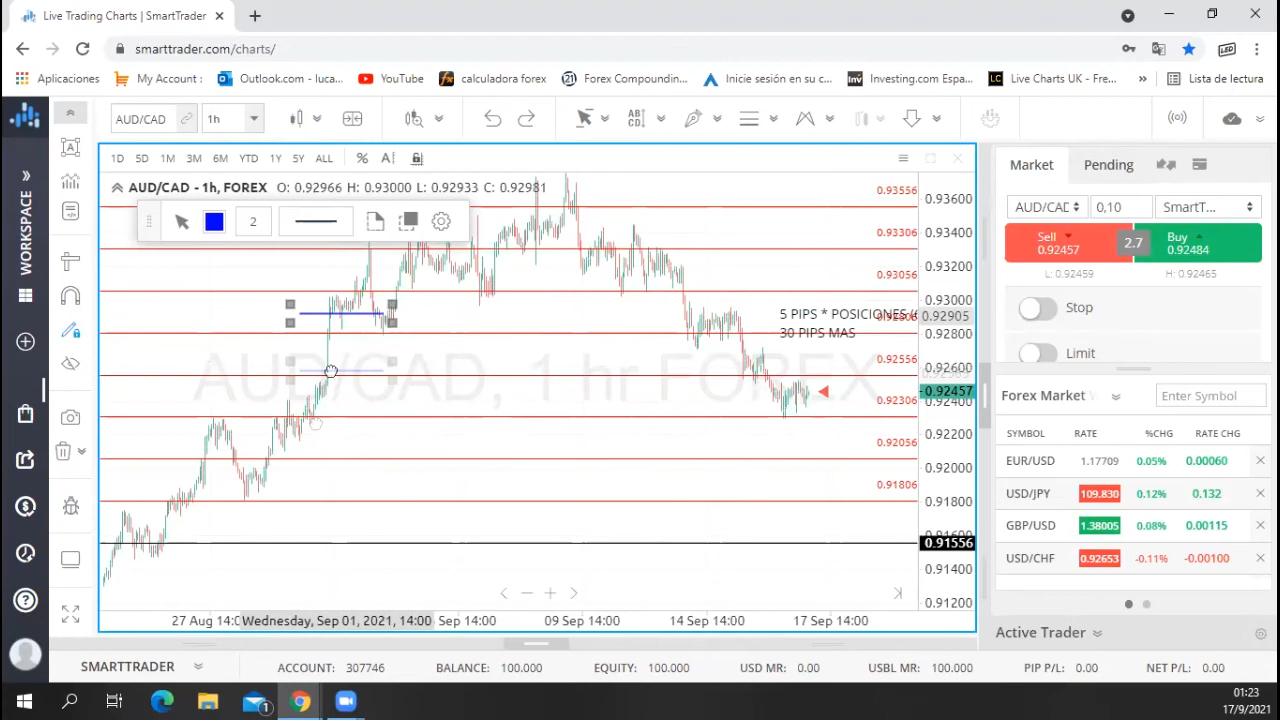 Live Trading Charts | SmartTrader
smarttrader.com/charts/
Aplicaciones
My Account :
Outlook.com - luca...
YouTube
calculadora forex
Forex Compoundin...
Inicie sesión en su c...
Investing.com Espa...
Live Charts UK - Fre...
»
Lista de lectura
AUD/CAD
1h
1D 5D 1M 3M 6M YTD 1Y 5Y ALL
AUD/CAD - 1h, FOREX O: 0.92966 H: 0.93000 L: 0.92933 C: 0.92981
2
WORKSPACE
AUD/CAD, 1 hr FOREX
5 PIPS * POSICIONES
30 PIPS MAS
0.93556
0.93306
0.93056
0.92806
0.92556
0.92306
0.92056
0.91806
0.93600
0.93400
0.93200
0.93000
0.92905
0.92800
0.92600
0.92457
0.92400
0.92200
0.92000
0.91800
0.91556
0.91400
0.91200
27 Aug 14:0
Wednesday, Sep 01, 2021, 14:00
Sep 14:00
09 Sep 14:00
14 Sep 14:00
17 Sep 14:00
Market
Pending
AUD/CAD
0,10
SmartT...
Sell
0.92457
2.7
Buy
0.92484
L: 0.92459
H: 0.92465
Stop
Limit
Forex Market
Enter Symbol
SYMBOL RATE %CHG RATE CHG
EUR/USD 1.17709 0.05% 0.00060
USD/JPY 109.830 0.12% 0.132
GBP/USD 1.38005 0.08% 0.00115
USD/CHF 0.92653 -0.11% -0.00100
Active Trader
SMARTTRADER
ACCOUNT: 307746
BALANCE: 100.000
EQUITY: 100.000
USD MR: 0.00
USBL MR: 100.000
PIP P/L: 0.00
NET P/L: 0.00
01:23
17/9/2021